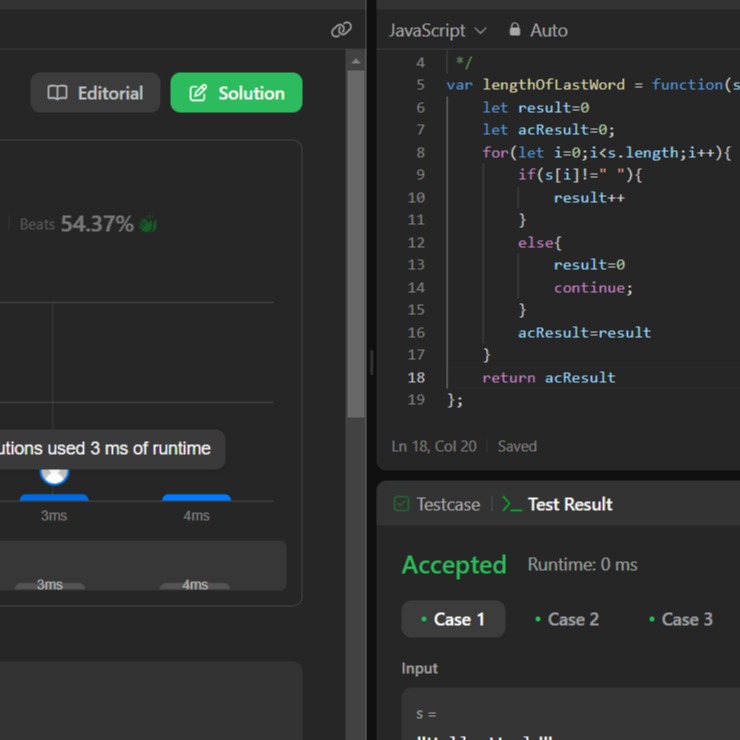 Editorial
Solution
Beats 54.37%
utions used 3 ms of runtime
3ms 4ms
3ms 4ms
JavaScript Auto
4 */
5 var lengthOfLastWord = function(s
6 let result=0
7 let acResult=0;
8 for(let i=0;i<s.length;i++){
9 if(s[i]!=" "){
10 result++
11 }
12 else{
13 result=0
14 continue;
15 }
16 acResult=result
17 }
18 return acResult
19 };
Ln 18, Col 20 Saved
Testcase >_ Test Result
Accepted Runtime: 0 ms
• Case 1 • Case 2 • Case 3
Input
s =